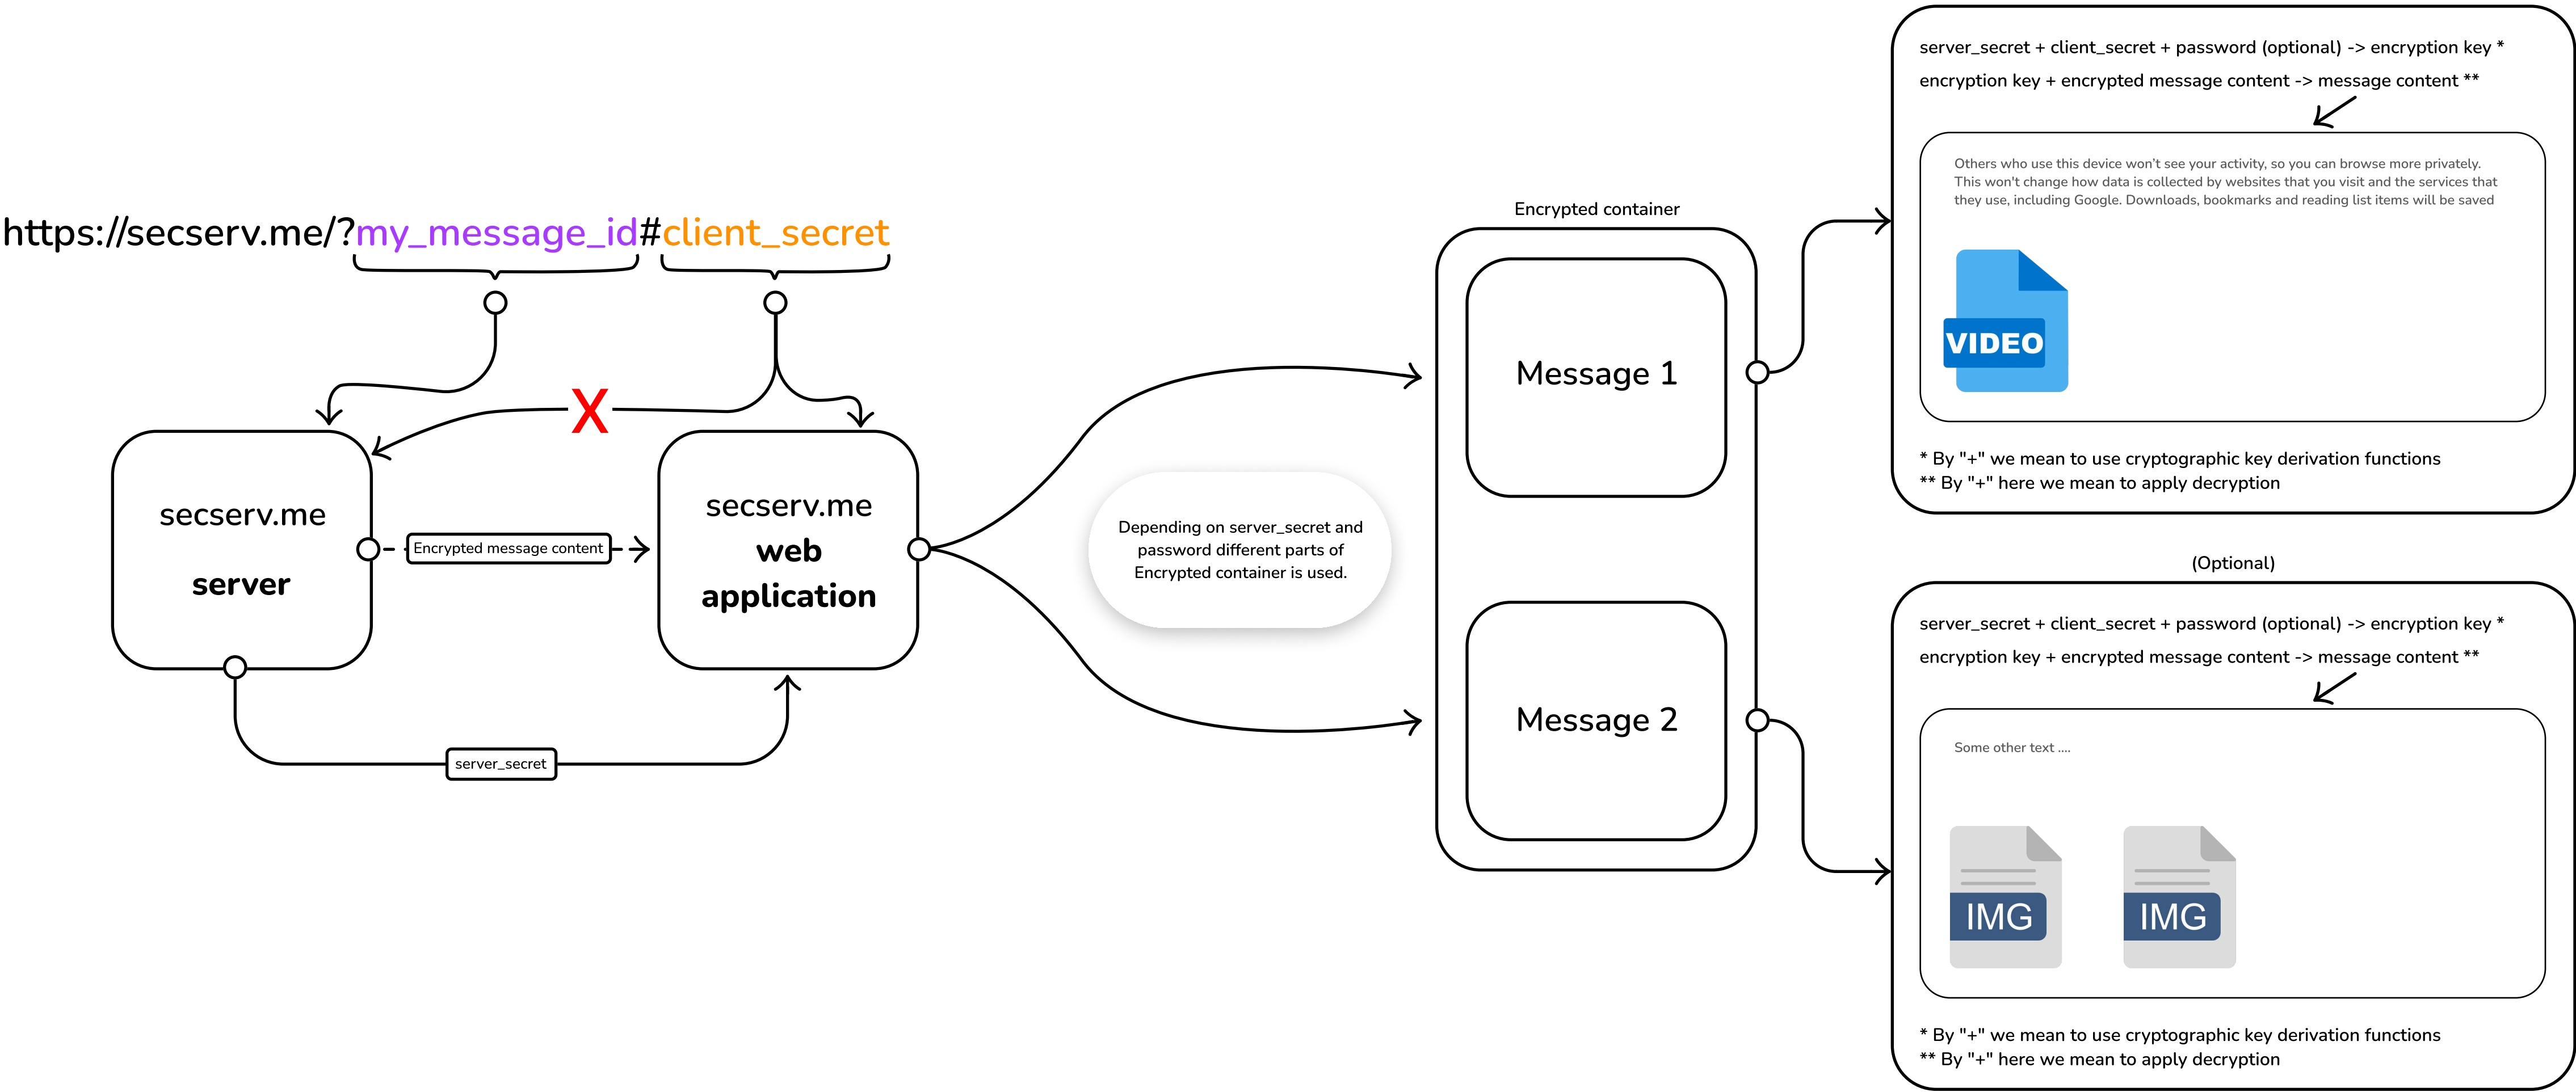 https://secserv.me/?my_message_id#client_secret
X
secserv.me
server
Encrypted message content
secserv.me
web
application
server_secret
Depending on server_secret and
password different parts of
Encrypted container is used.
Encrypted container
Message 1
Message 2
server_secret + client_secret + password (optional) -> encryption key *
encryption key + encrypted message content -> message content **
Others who use this device won't see your activity, so you can browse more privately.
This won't change how data is collected by websites that you visit and the services that
they use, including Google. Downloads, bookmarks and reading list items will be saved
VIDEO
* By "+" we mean to use cryptographic key derivation functions
** By "+" here we mean to apply decryption
(Optional)
server_secret + client_secret + password (optional) -> encryption key *
encryption key + encrypted message content -> message content **
Some other text ....
IMG
IMG
* By "+" we mean to use cryptographic key derivation functions
** By "+" here we mean to apply decryption